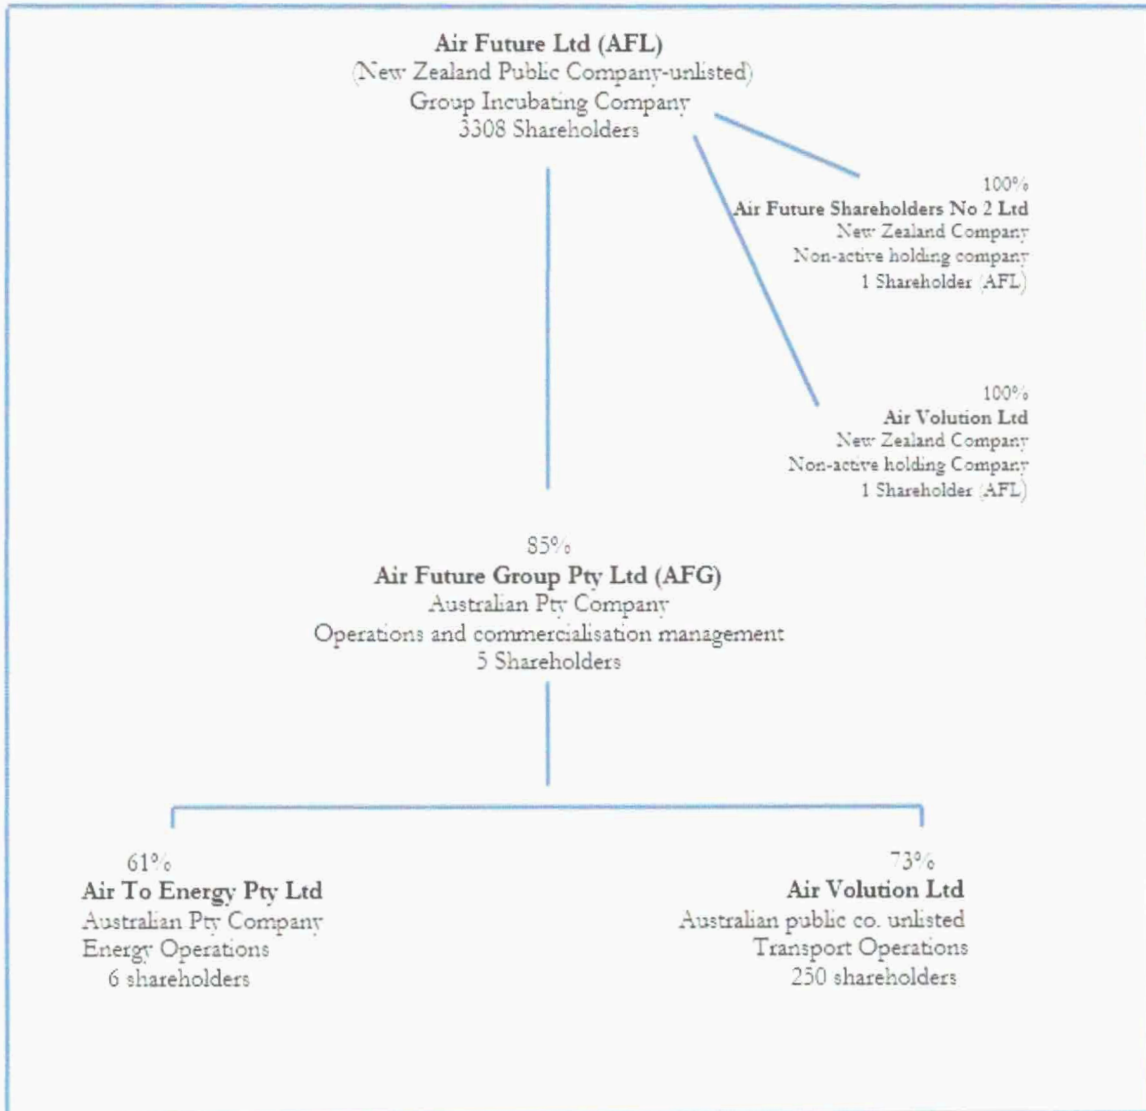 Air Future Ltd (AFL)
(New Zealand Public Company-unlisted)
Group Incubating Company
3308 Shareholders
100%
Air Future Shareholders No 2 Ltd
New Zealand Company
Non-active holding company
1 Shareholder (AFL)
100%
Air Volution Ltd
New Zealand Company
Non-active holding Company
1 Shareholder (AFL)
85%
Air Future Group Pty Ltd (AFG)
Australian Pty Company
Operations and commercialisation management
5 Shareholders
61%
Air To Energy Pty Ltd
Australian Pty Company
Energy Operations
6 shareholders
73%
Air Volution Ltd
Australian public co. unlisted
Transport Operations
250 shareholders